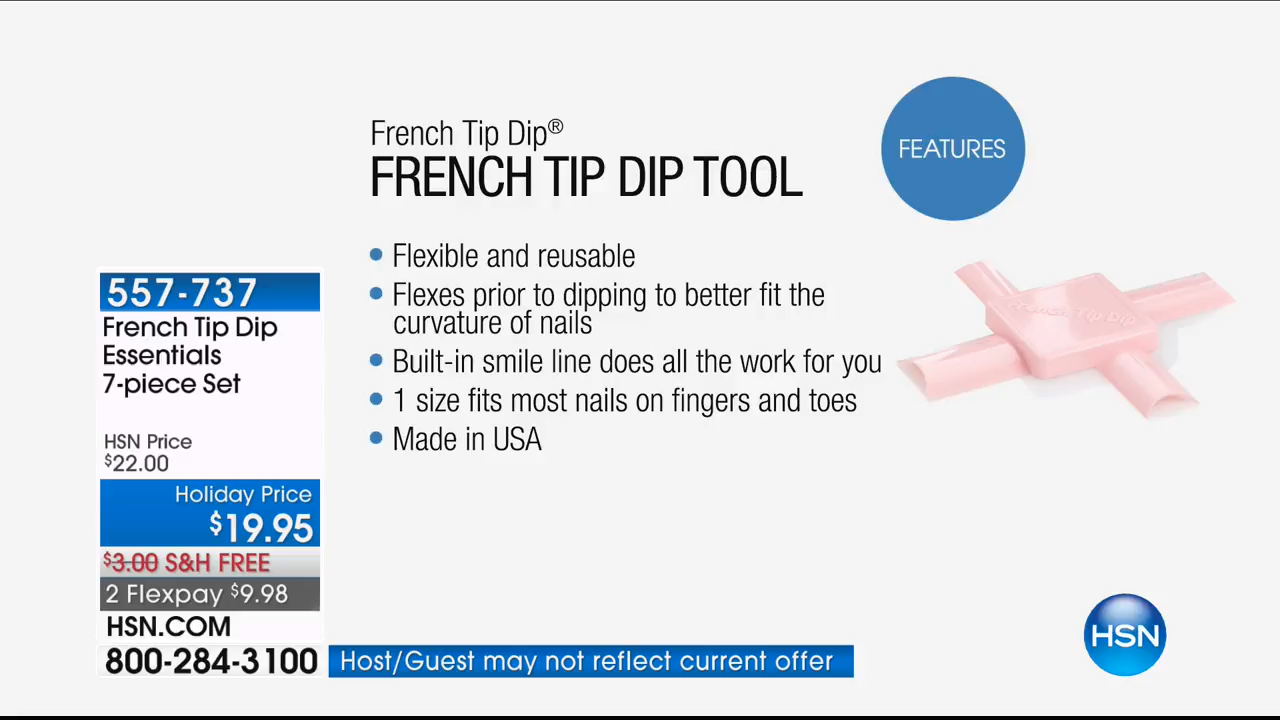 French Tip Dip®
FRENCH TIP DIP TOOL
FEATURES
• Flexible and reusable
• Flexes prior to dipping to better fit the
curvature of nails
• Built-in smile line does all the work for you
• 1 size fits most nails on fingers and toes
• Made in USA
French Tip Dip
557-737
French Tip Dip
Essentials
7-piece Set
HSN Price
$22.00
Holiday Price
$19.95
$3.00 S&H FREE
2 Flexpay $9.98
HSN.COM
800-284-3100
Host/Guest may not reflect current offer
HSN